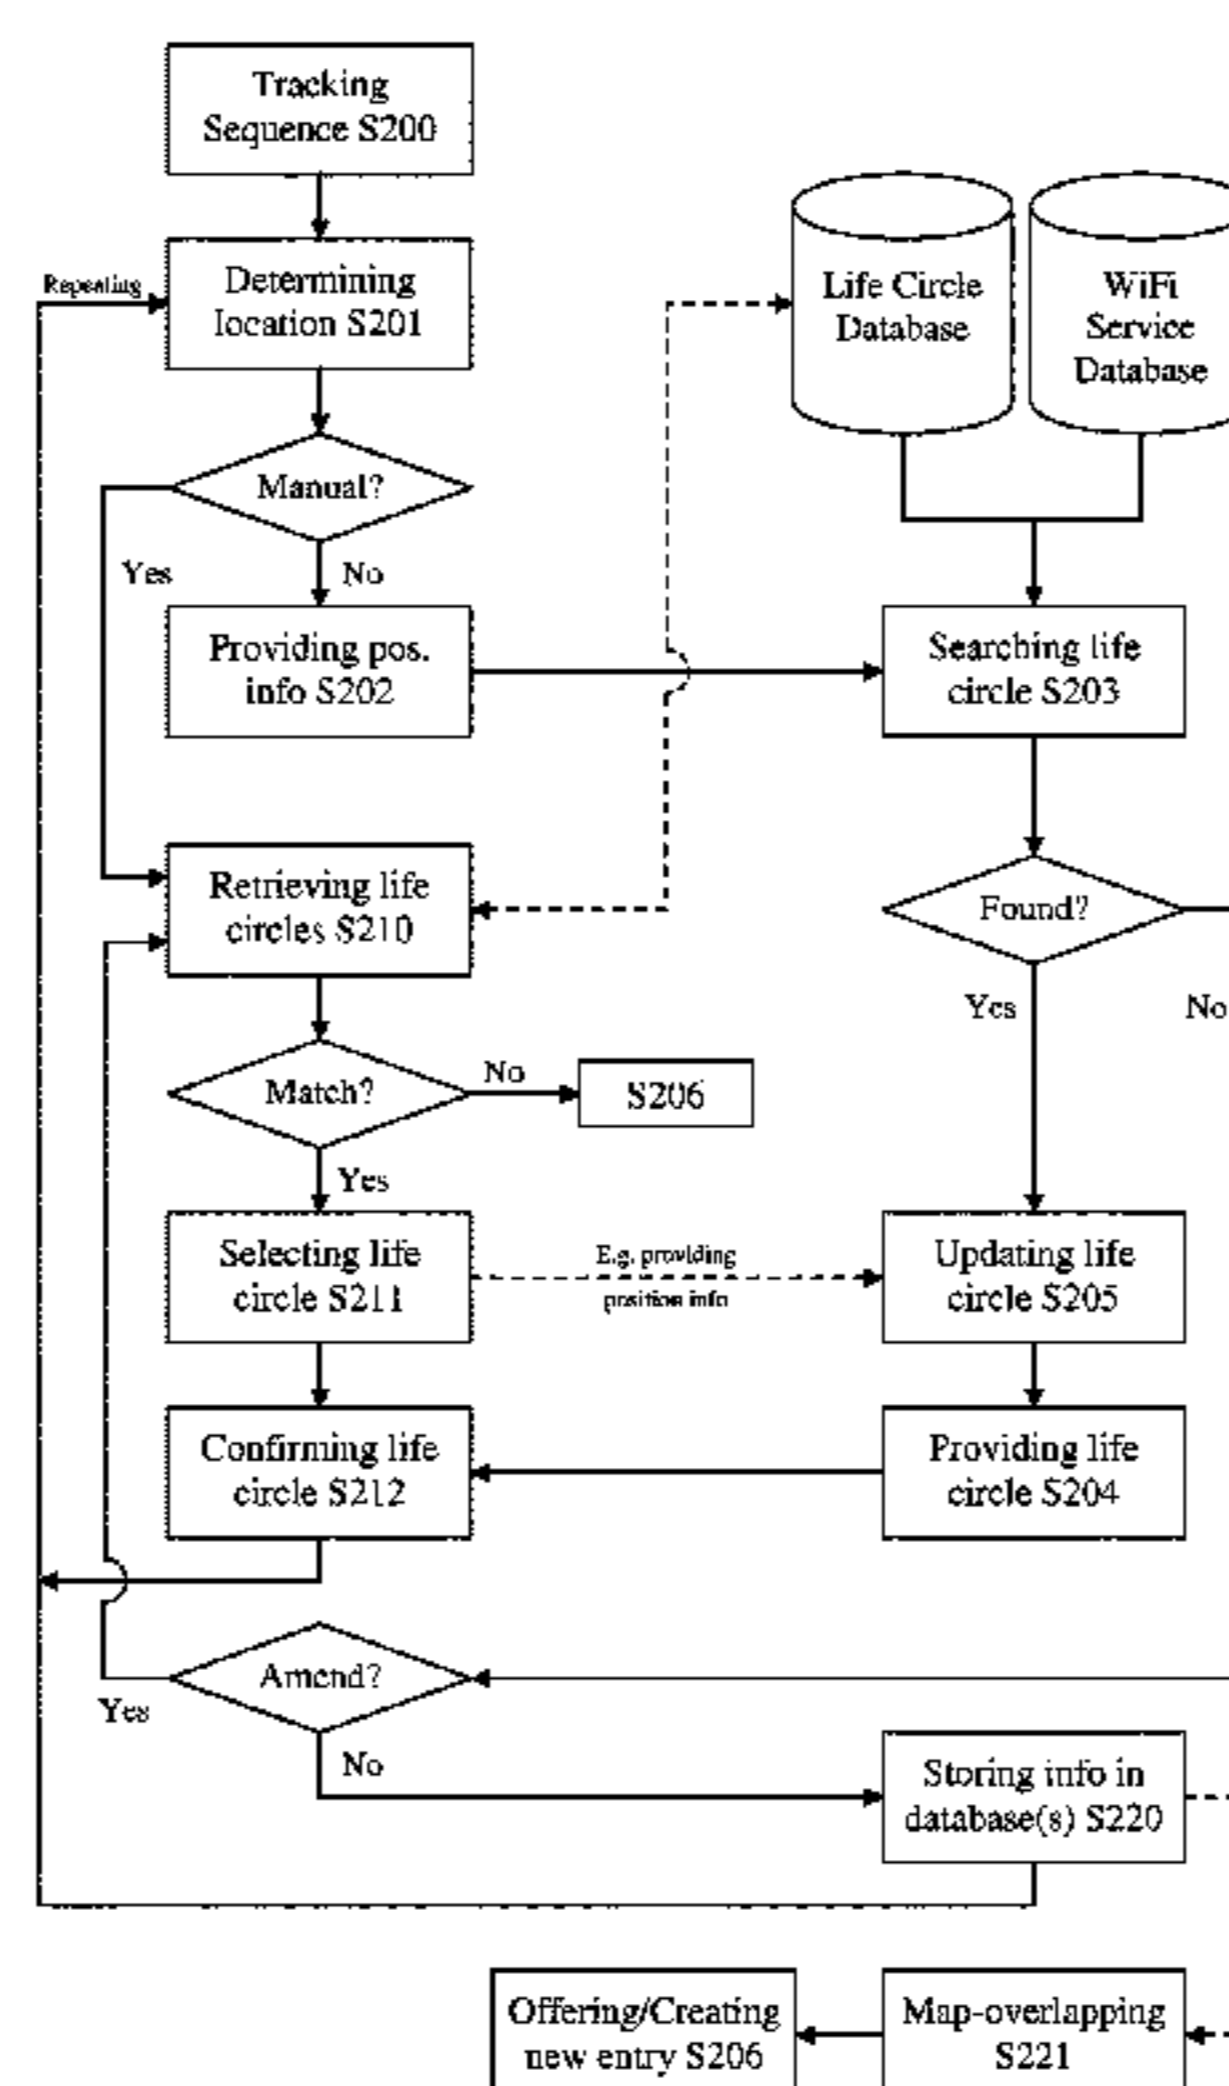 Tracking
Sequence S200
Repeating
Determining
location S201
Life Circle
Database
WiFi
Service
Database
Manual?
Yes
No
Providing pos.
info S202
Searching life
circle S203
Retrieving life
circles S210
Found?
Yes
No
Match?
No
S206
Yes
Selecting life
circle S211
E.g. providing
position info
Updating life
circle S205
Confirming life
circle S212
Providing life
circle S204
Amend?
Yes
No
Storing info in
database(s) S220
Offering/Creating
new entry S206
Map-overlapping
S221